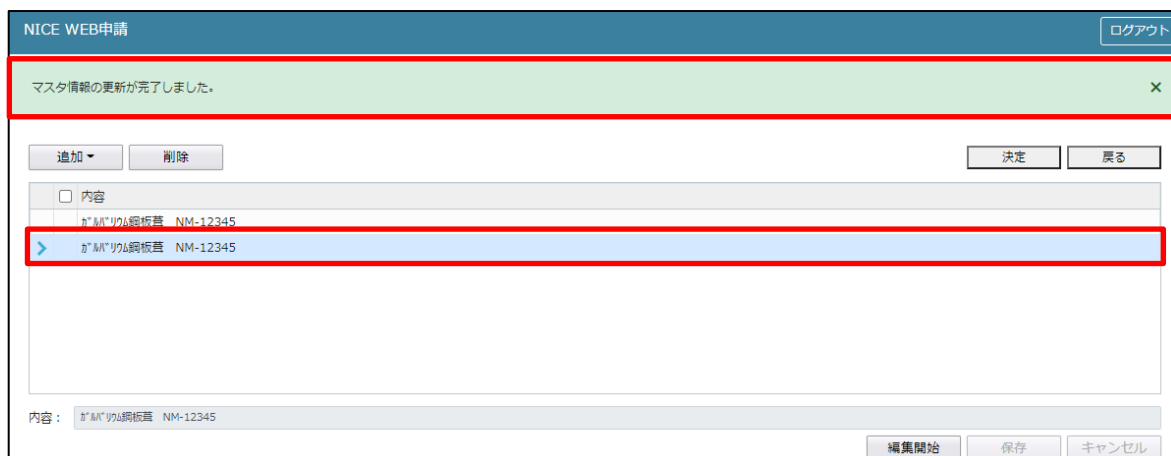 NICE WEB申請 ログアウト
マスタ情報の更新が完了しました。 ×
追加 削除 決定 戻る
内容
ｶﾞﾙﾊﾞﾘｳﾑ鋼板葺　NM-12345
ｶﾞﾙﾊﾞﾘｳﾑ鋼板葺　NM-12345
内容： ｶﾞﾙﾊﾞﾘｳﾑ鋼板葺　NM-12345
編集開始 保存 キャンセル